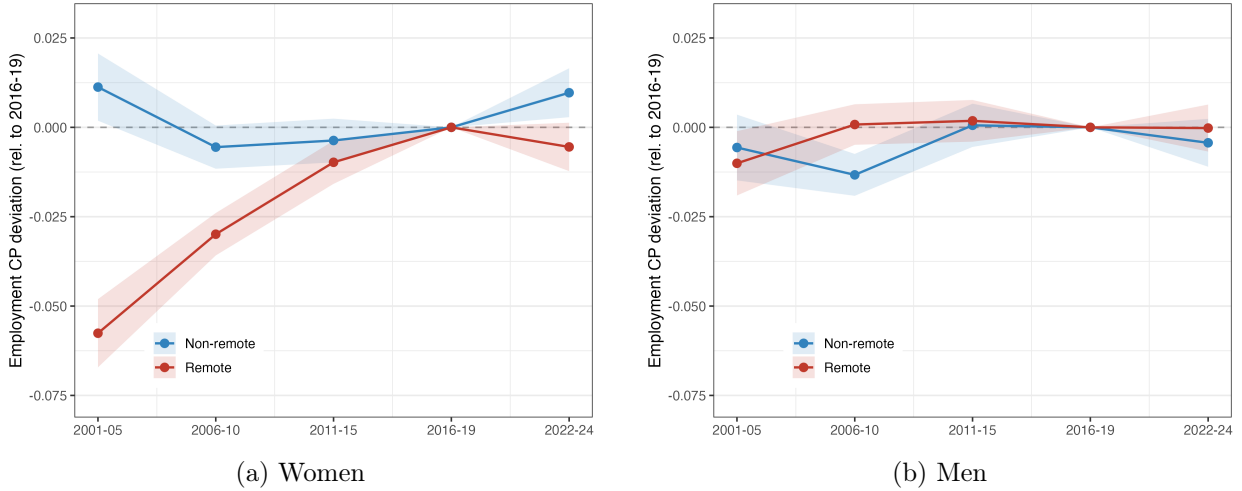 Employment CP deviation (rel. to 2016-19)
0.025
0.000
-0.025
-0.050
-0.075
Non-remote
Remote
2001-05 2006-10 2011-15 2016-19 2022-24
(a) Women
Employment CP deviation (rel. to 2016-19)
0.025
0.000
-0.025
-0.050
-0.075
Non-remote
Remote
2001-05 2006-10 2011-15 2016-19 2022-24
(b) Men